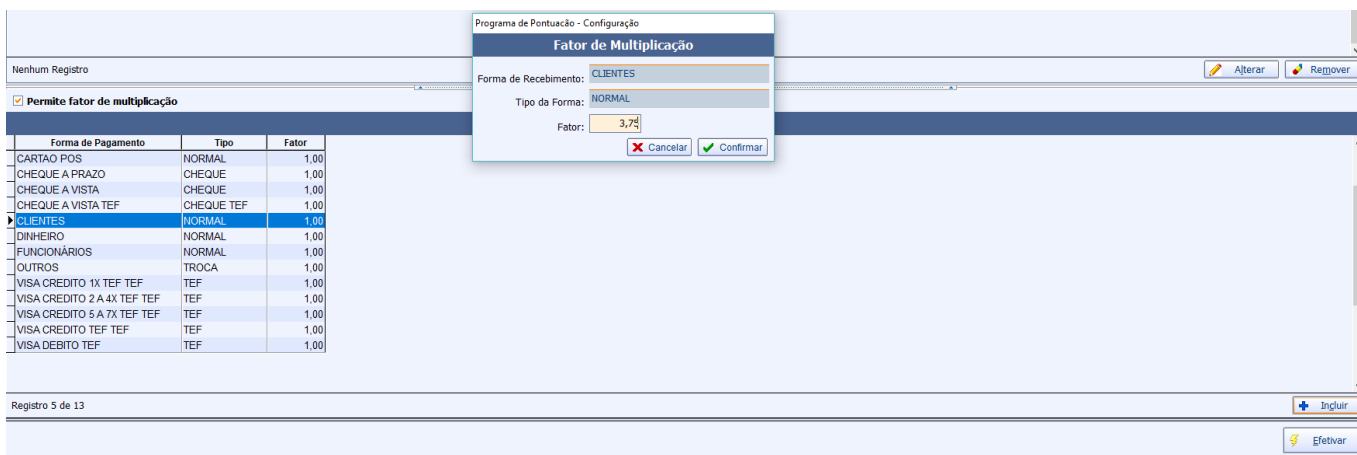 Programa de Pontuacão - Configuração
Fator de Multiplicação
Forma de Recebimento: CLIENTES
Tipo da Forma: NORMAL
Fator: 3,75
Cancelar Confirmar
Nenhum Registro Alterar Remover
Permite fator de multiplicação
Forma de Pagamento Tipo Fator
CARTAO POS NORMAL 1,00
CHEQUE A PRAZO CHEQUE 1,00
CHEQUE A VISTA CHEQUE 1,00
CHEQUE A VISTA TEF CHEQUE TEF 1,00
CLIENTES NORMAL 1,00
DINHEIRO NORMAL 1,00
FUNCIONÁRIOS NORMAL 1,00
OUTROS TROCA 1,00
VISA CREDITO 1X TEF TEF TEF 1,00
VISA CREDITO 2 A 4X TEF TEF TEF 1,00
VISA CREDITO 5 A 7X TEF TEF TEF 1,00
VISA CREDITO TEF TEF TEF 1,00
VISA DEBITO TEF TEF 1,00
Registro 5 de 13 Incluir
Efetivar